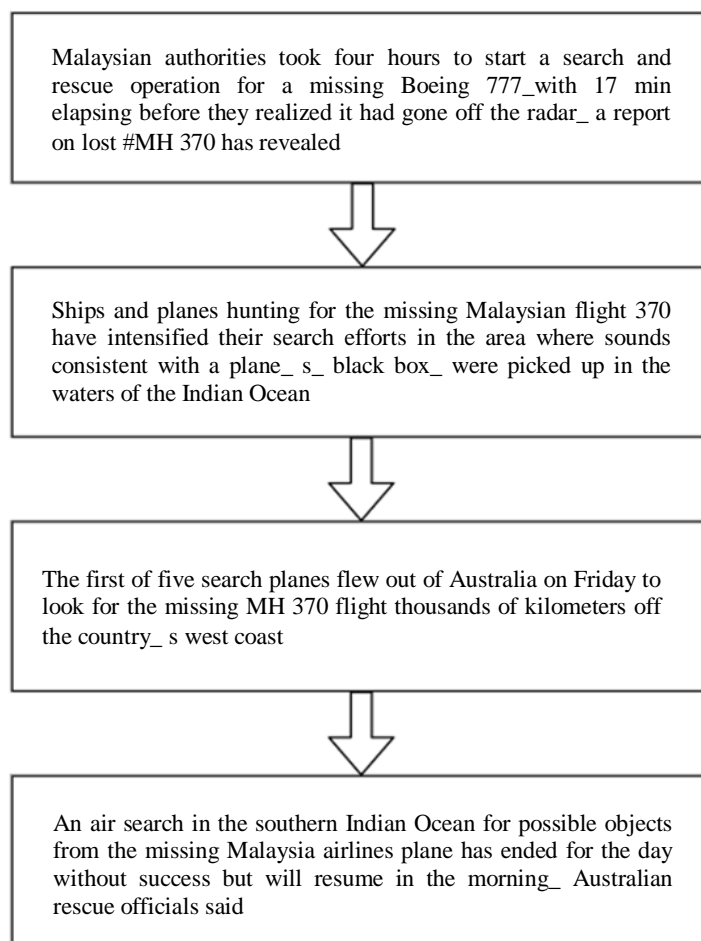 Malaysian authorities took four hours to start a search and
rescue operation for a missing Boeing 777_with 17 min
elapsing before they realized it had gone off the radar_ a report
on lost #MH 370 has revealed
Ships and planes hunting for the missing Malaysian flight 370
have intensified their search efforts in the area where sounds
consistent with a plane_ s_ black box_ were picked up in the
waters of the Indian Ocean
The first of five search planes flew out of Australia on Friday to
look for the missing MH 370 flight thousands of kilometers off
the country_ s west coast
An air search in the southern Indian Ocean for possible objects
from the missing Malaysia airlines plane has ended for the day
without success but will resume in the morning_ Australian
rescue officials said